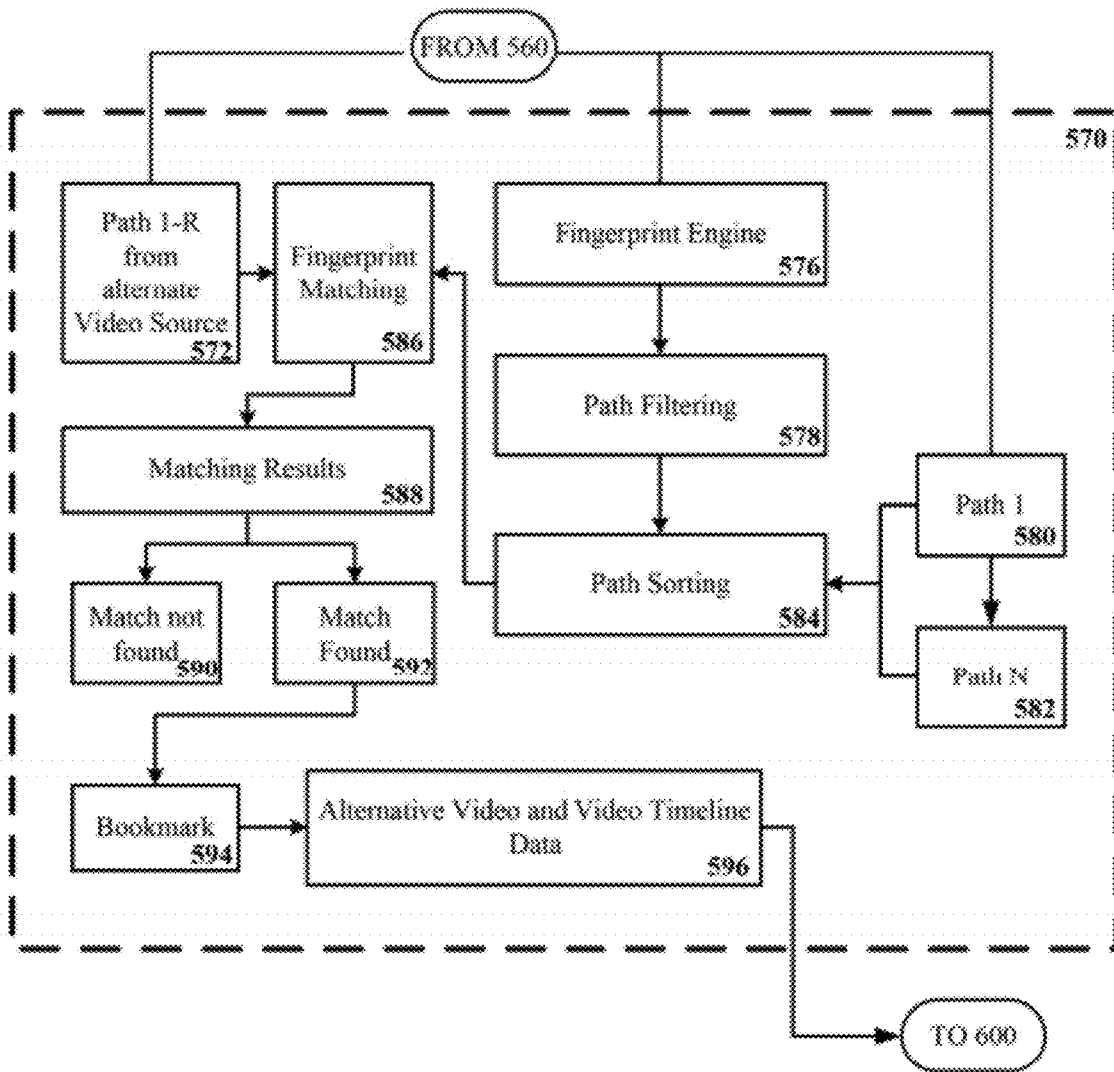 FROM 560
570
Path 1-R
from
alternate
Video Source
572
Fingerprint
Matching
586
Fingerprint Engine
576
Path Filtering
578
Matching Results
588
Path 1
580
Path Sorting
584
Match not
found
590
Match
Found
592
Path N
582
Bookmark
594
Alternative Video and Video Timeline
Data
596
TO 600